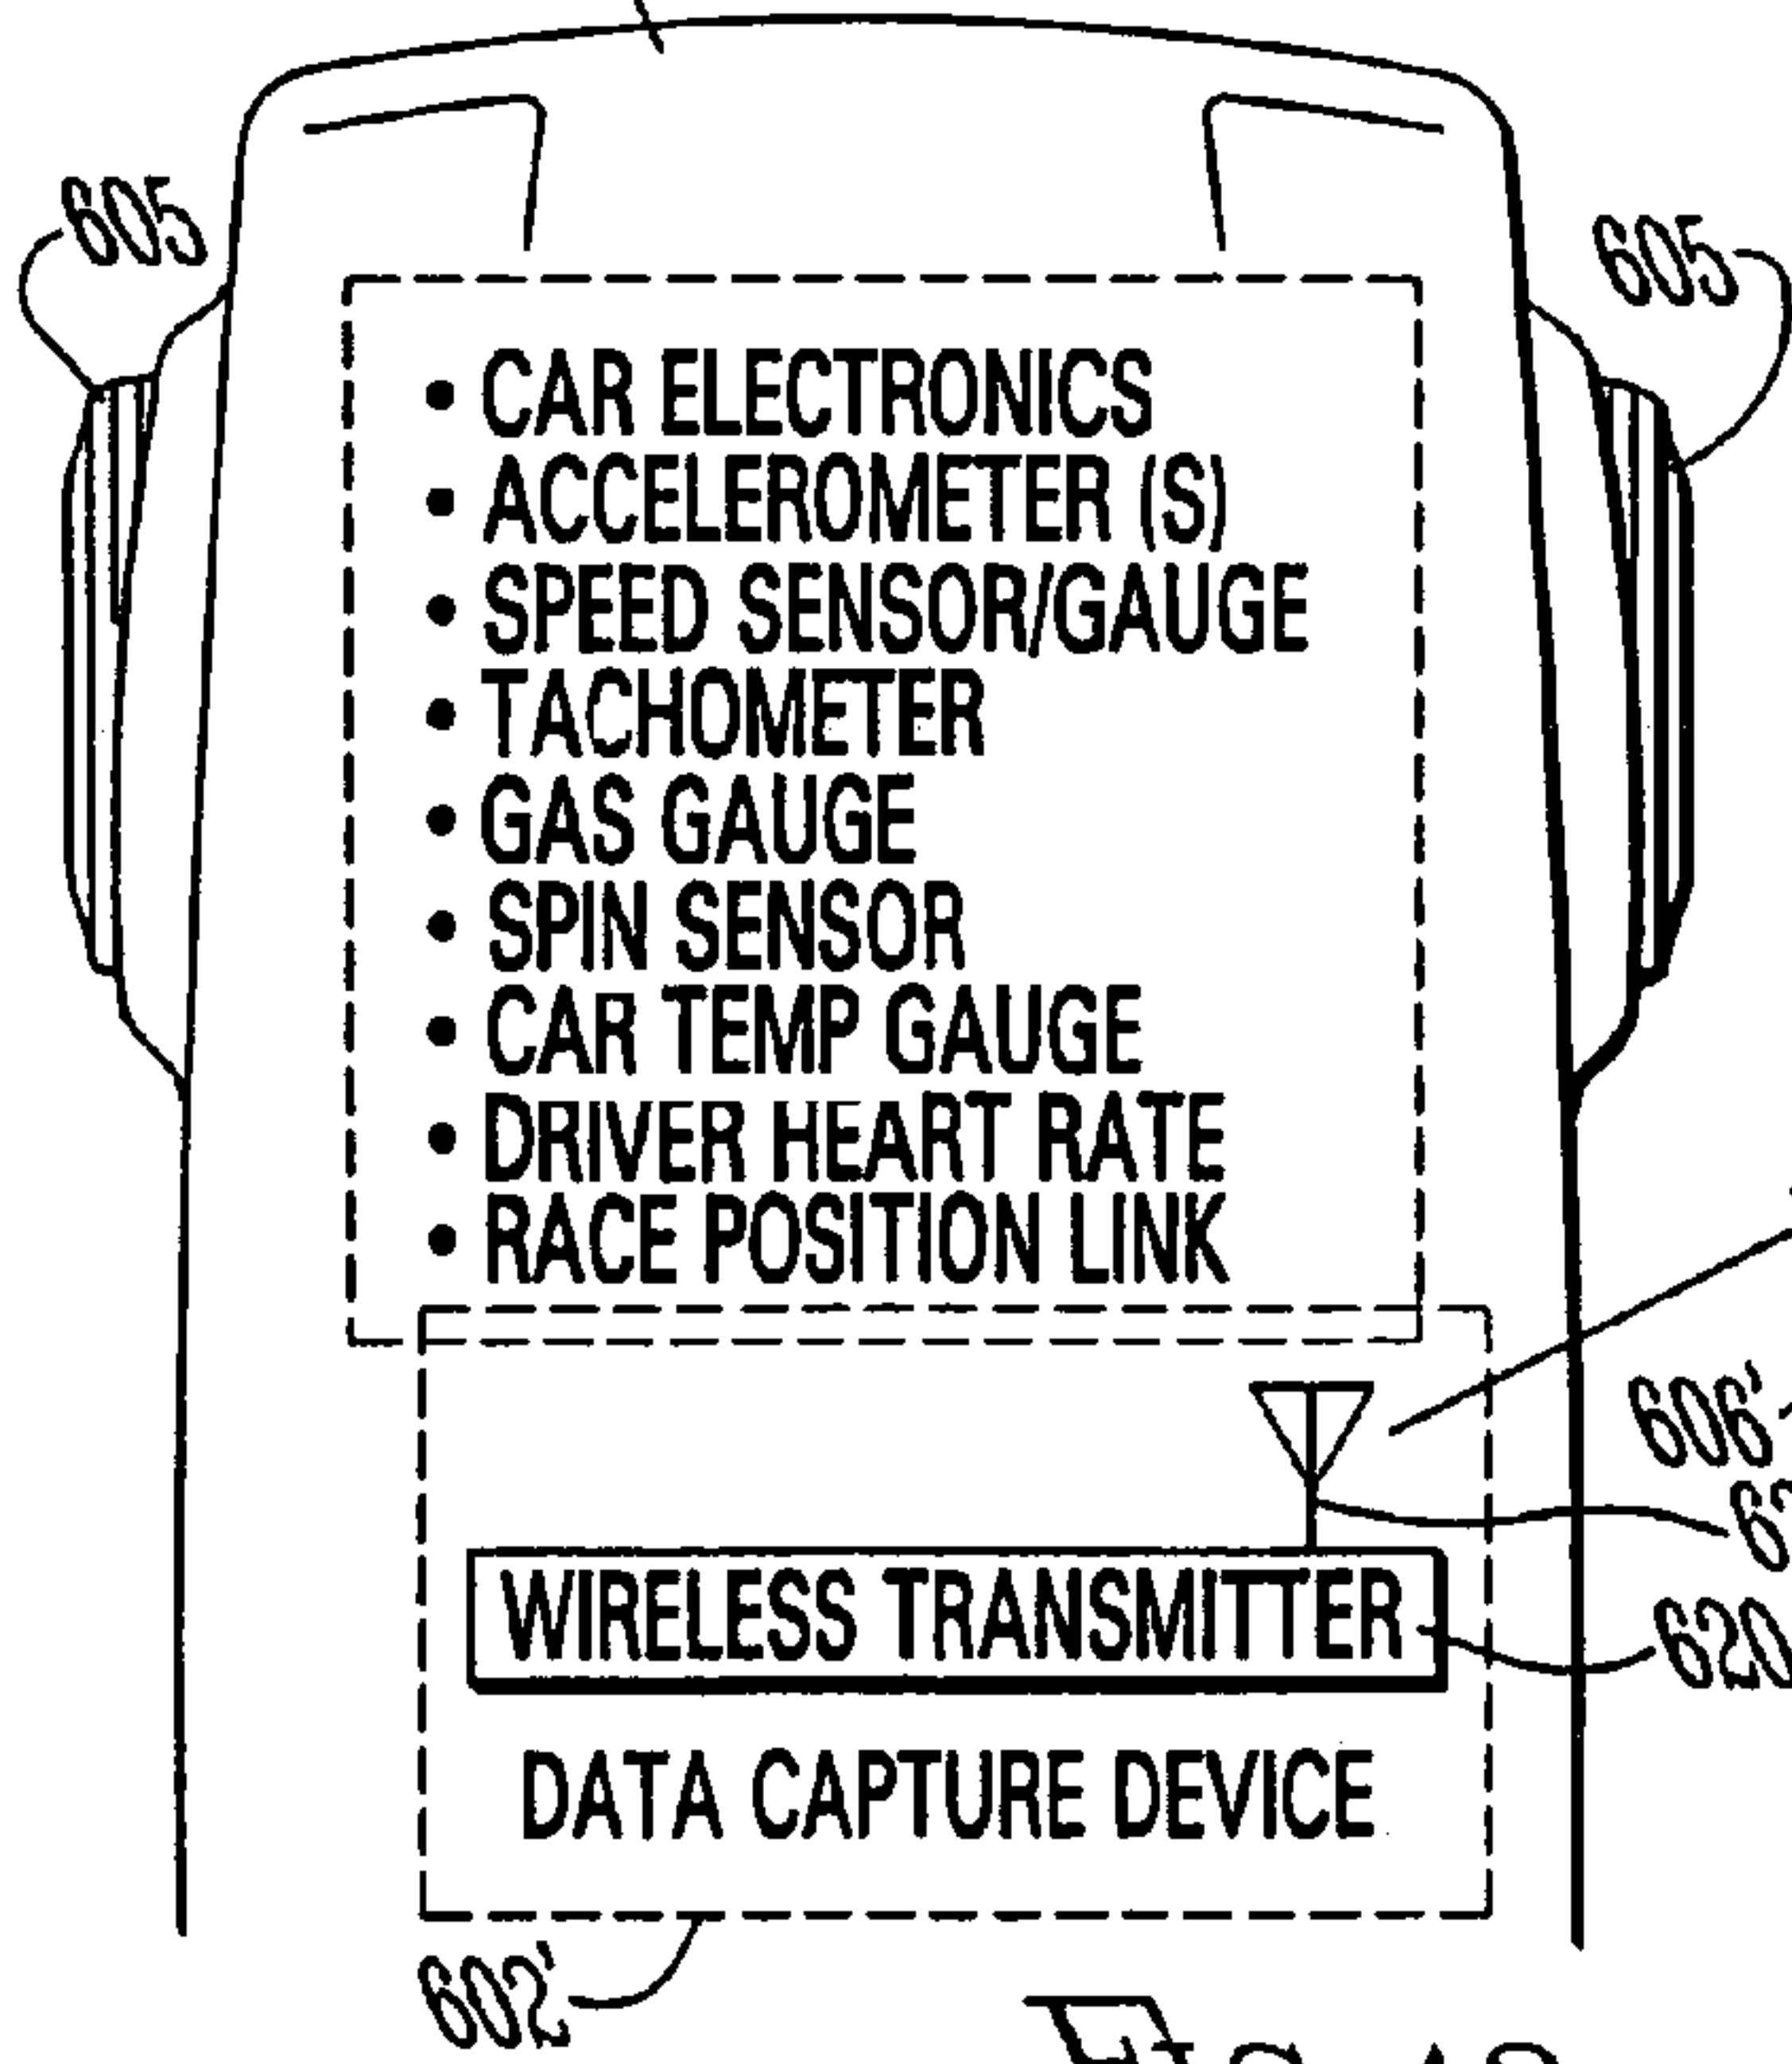 605
605
• CAR ELECTRONICS
• ACCELEROMETER (S)
• SPEED SENSOR/GAUGE
• TACHOMETER
• GAS GAUGE
• SPIN SENSOR
• CAR TEMP GAUGE
• DRIVER HEART RATE
• RACE POSITION LINK
606'
WIRELESS TRANSMITTER
620
DATA CAPTURE DEVICE
602'